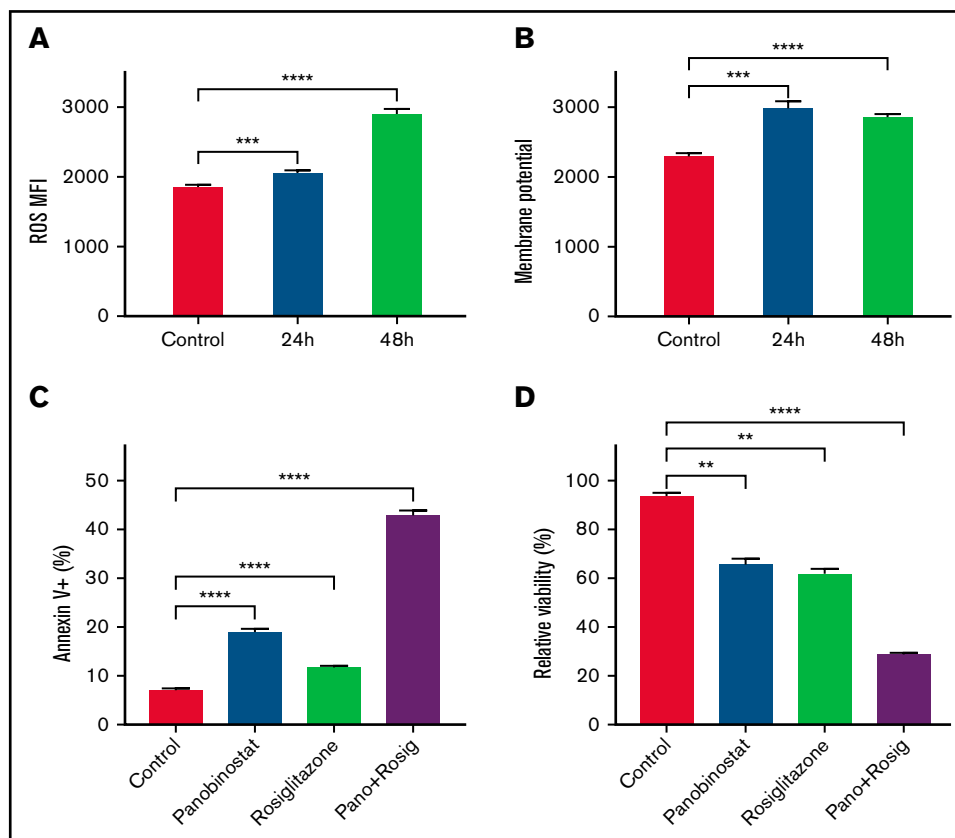 A
ROS MFI
3000
2000
1000
0
****
***
Control
24h
48h
B
Membrane potential
3000
2000
1000
0
****
***
Control
24h
48h
C
Annexin V+ (%)
50
40
30
20
10
0
****
****
****
Control
Panobinostat
Rosiglitazone
Pano+Rosig
D
Relative viability (%)
100
80
60
40
20
0
****
**
**
Control
Panobinostat
Rosiglitazone
Pano+Rosig